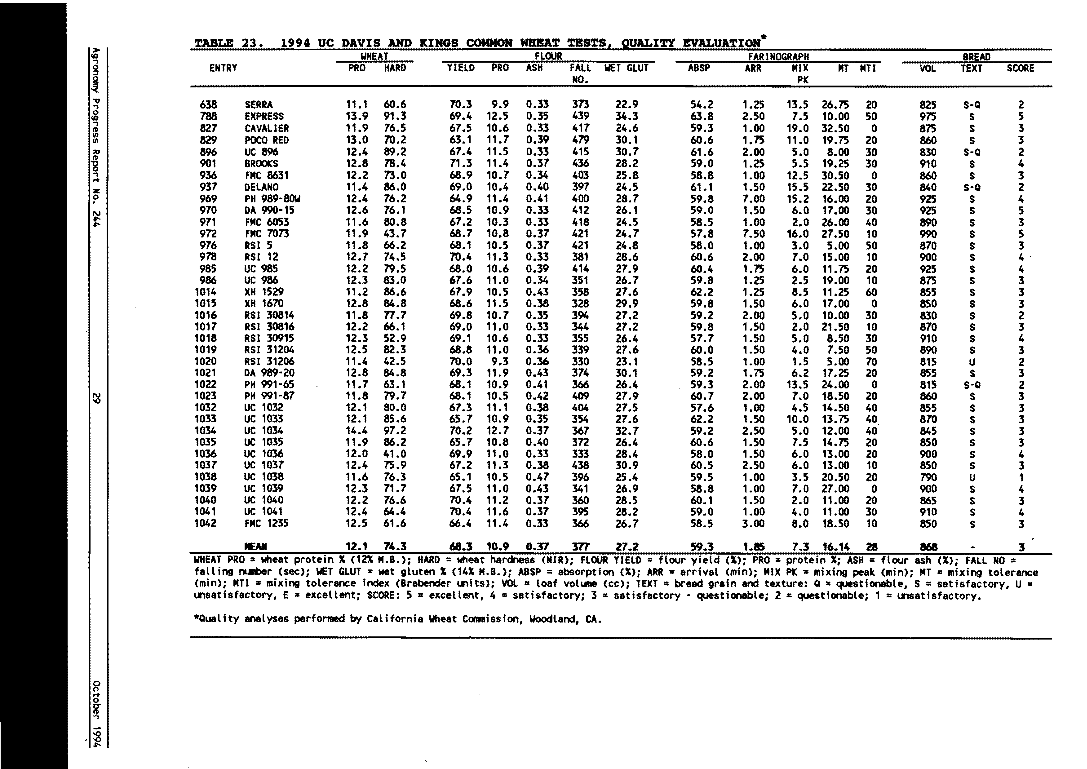 TABLE 23. 1994 UC DAVIS AND KINGS COMMON WHEAT TESTS, QUALITY EVALUATION*
WHEAT FLOUR FARINOGRAPH BREAD
ENTRY PRO HARD YIELD PRO ASH FALL WET GLUT ABSP ARR MIX MT MTI VOL TEXT SCORE
NO. PK
638 SERRA 11.1 60.6 70.3 9.9 0.33 373 22.9 54.2 1.25 13.5 26.75 20 825 S-Q 2
788 EXPRESS 13.9 91.3 69.4 12.5 0.35 439 34.3 63.8 2.50 7.5 10.00 50 975 S 5
827 CAVALIER 11.9 76.5 67.5 10.6 0.33 417 24.6 59.3 1.00 19.0 32.50 0 875 S 3
829 POCO RED 13.0 70.2 63.1 11.7 0.39 479 30.1 60.6 1.75 11.0 19.75 20 860 S 3
896 UC 896 12.4 89.2 67.4 11.5 0.33 415 30.7 61.6 2.00 5.0 8.00 30 830 S-Q 2
901 BROOKS 12.8 78.4 71.3 11.4 0.37 436 28.2 59.0 1.25 5.5 19.25 30 910 S 4
936 FMC 8631 12.2 73.0 68.9 10.7 0.34 403 25.8 58.8 1.00 12.5 30.50 0 860 S 3
937 DELANO 11.4 86.0 69.0 10.4 0.40 397 24.5 61.1 1.50 15.5 22.50 30 840 S-Q 2
969 PH 989-80W 12.4 76.2 64.9 11.4 0.41 400 28.7 59.8 7.00 15.2 16.00 20 925 S 4
970 DA 990-15 12.6 76.1 68.5 10.9 0.33 412 26.1 59.0 1.50 6.0 17.00 30 925 S 5
971 FMC 6053 11.6 80.8 67.2 10.3 0.33 418 24.5 58.5 1.00 2.0 26.00 40 890 S 3
972 FMC 7073 11.9 43.7 68.7 10.8 0.37 421 24.7 57.8 7.50 16.0 27.50 10 990 S 5
976 RSI 5 11.8 66.2 68.1 10.5 0.37 421 24.8 58.0 1.00 3.0 5.00 50 870 S 3
978 RSI 12 12.7 74.5 70.4 11.3 0.33 381 28.6 60.6 2.00 7.0 15.00 10 900 S 4
985 UC 985 12.2 79.5 68.0 10.6 0.39 414 27.9 60.4 1.75 6.0 11.75 20 925 S 4
986 UC 986 12.3 83.0 67.6 11.0 0.34 351 26.7 59.8 1.25 2.5 19.00 10 875 S 3
1014 XH 1529 11.2 86.6 67.9 10.5 0.43 358 27.6 62.2 1.25 8.5 11.25 60 855 S 3
1015 XH 1670 12.8 84.8 68.6 11.5 0.38 328 29.9 59.8 1.50 6.0 17.00 0 850 S 3
1016 RSI 30814 11.8 77.7 69.8 10.7 0.35 394 27.2 59.2 2.00 5.0 10.00 30 830 S 2
1017 RSI 30816 12.2 66.1 69.0 11.0 0.33 344 27.2 59.8 1.50 2.0 21.50 10 870 S 3
1018 RSI 30915 12.3 52.9 69.1 10.6 0.33 355 26.4 57.7 1.50 5.0 8.50 30 910 S 4
1019 RSI 31204 12.5 82.3 68.8 11.0 0.36 339 27.6 60.0 1.50 4.0 7.50 50 890 S 3
1020 RSI 31206 11.4 42.5 70.0 9.3 0.36 330 23.1 58.5 1.00 1.5 5.00 70 815 U 2
1021 DA 989-20 12.8 84.8 69.3 11.9 0.43 374 30.1 59.2 1.75 6.2 17.25 20 855 S 3
1022 PH 991-65 11.7 63.1 68.1 10.9 0.41 366 26.4 59.3 2.00 13.5 24.00 0 815 S-Q 2
1023 PH 991-87 11.8 79.7 68.1 10.5 0.42 409 27.9 60.7 2.00 7.0 18.50 20 860 S 3
1032 UC 1032 12.1 80.0 67.3 11.1 0.38 404 27.5 57.6 1.00 4.5 14.50 40 855 S 3
1033 UC 1033 12.1 85.6 65.7 10.9 0.35 354 27.6 62.2 1.50 10.0 13.75 40 870 S 3
1034 UC 1034 14.4 97.2 70.2 12.7 0.37 367 32.7 59.2 2.50 5.0 12.00 40 845 S 3
1035 UC 1035 11.9 86.2 65.7 10.8 0.40 372 26.4 60.6 1.50 7.5 14.75 20 850 S 3
1036 UC 1036 12.0 41.0 69.9 11.0 0.33 333 28.4 58.0 1.50 6.0 13.00 20 900 S 4
1037 UC 1037 12.4 75.9 67.2 11.3 0.38 438 30.9 60.5 2.50 6.0 13.00 10 850 S 3
1038 UC 1038 11.6 76.3 65.1 10.5 0.47 396 25.4 59.5 1.00 3.5 20.50 20 790 U 1
1039 UC 1039 12.3 71.7 67.5 11.0 0.43 341 26.9 58.8 1.00 7.0 27.00 0 900 S 4
1040 UC 1040 12.2 76.6 70.4 11.2 0.37 360 28.5 60.1 1.50 2.0 11.00 20 865 S 3
1041 UC 1041 12.4 64.4 70.4 11.6 0.37 395 28.2 59.0 1.00 4.0 11.00 30 910 S 4
1042 FMC 1235 12.5 61.6 66.4 11.4 0.33 366 26.7 58.5 3.00 8.0 18.50 10 850 S 3
MEAN 12.1 74.3 68.3 10.9 0.37 377 27.2 59.3 1.85 7.3 16.14 28 868 - 3
WHEAT PRO = wheat protein % (12% M.B.); HARD = wheat hardness (NIR); FLOUR YIELD = flour yield (%); PRO = protein %; ASH = flour ash (%); FALL NO =
falling number (sec); WET GLUT = wet gluten % (14% M.B.); ABSP = absorption (%); ARR = arrival (min); MIX PK = mixing peak (min); MT = mixing tolerance
(min); MTI = mixing tolerance index (Brabender units); VOL = loaf volume (cc); TEXT = bread grain and texture: Q = questionable, S = satisfactory, U =
unsatisfactory, E = excellent; SCORE: 5 = excellent, 4 = satisfactory; 3 = satisfactory - questionable; 2 = questionable; 1 = unsatisfactory.
*Quality analyses performed by California Wheat Commission, Woodland, CA.
Agronomy Progress Report No. 244
29
October 1994